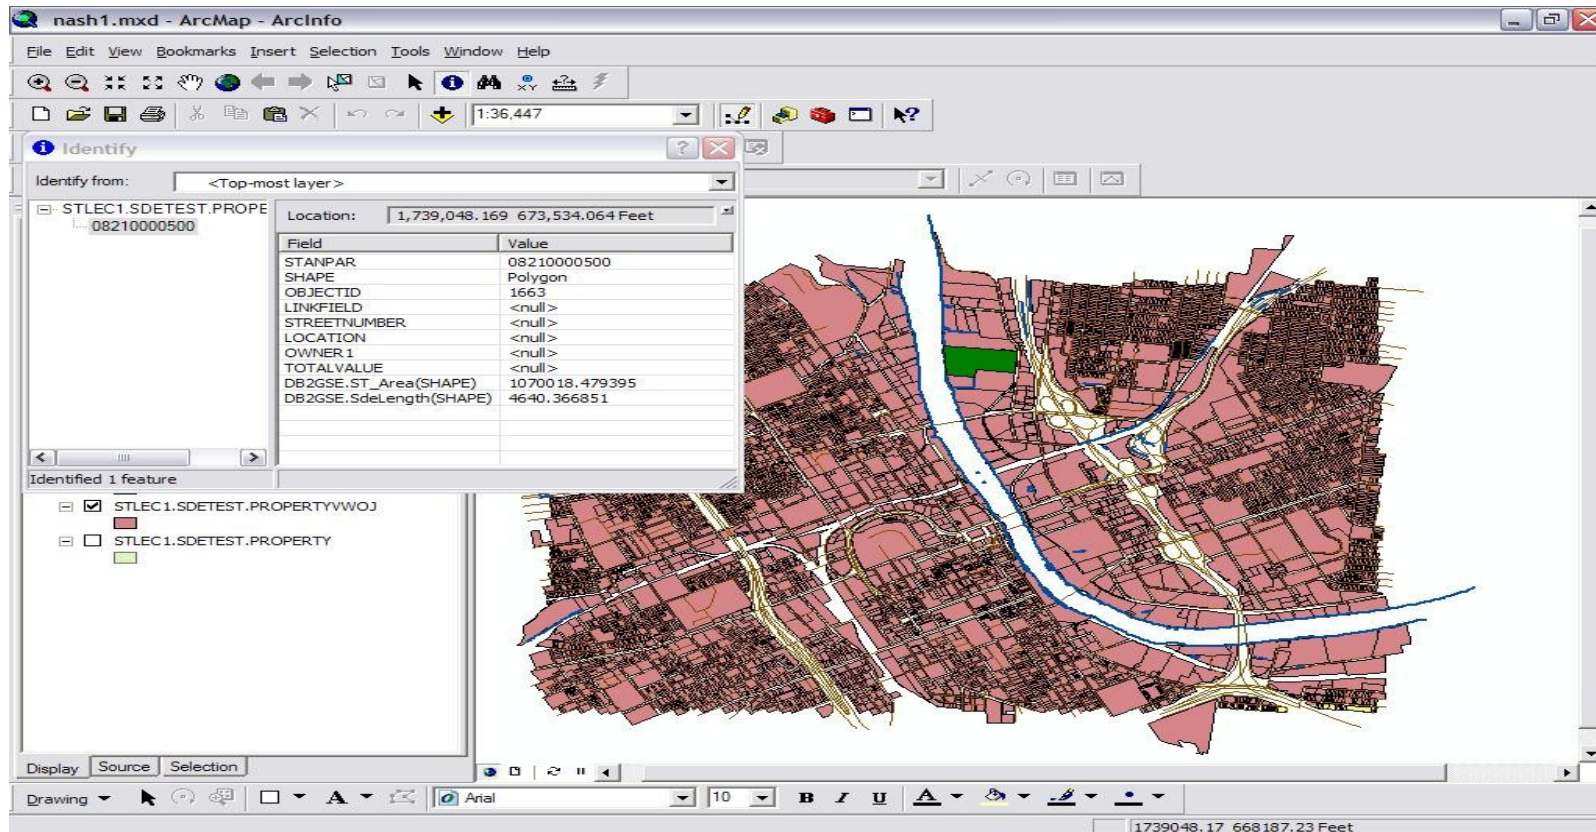 nash1.mxd - ArcMap - ArcInfo
File Edit View Bookmarks Insert Selection Tools Window Help
1:36,447
Identify
Identify from: <Top-most layer>
STLEC1.SDETEST.PROPE
08210000500
Location: 1,739,048.169 673,534.064 Feet
Field Value
STANPAR 08210000500
SHAPE Polygon
OBJECTID 1663
LINKFIELD <null>
STREETNUMBER <null>
LOCATION <null>
OWNER1 <null>
TOTALVALUE <null>
DB2GSE.ST_Area(SHAPE) 1070018.479395
DB2GSE.SdeLength(SHAPE) 4640.366851
Identified 1 feature
STLEC1.SDETEST.PROPERTYVWOJ
STLEC1.SDETEST.PROPERTY
Display Source Selection
Drawing A Arial 10 B I U A
1739048.17 668187.23 Feet